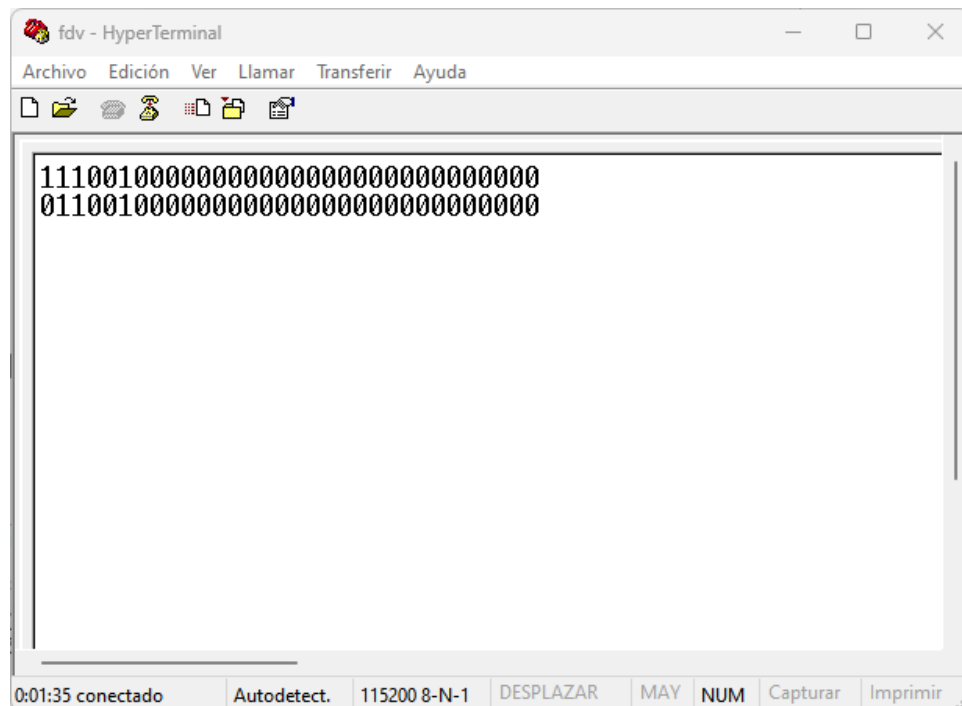 fdv - HyperTerminal
Archivo Edición Ver Llamar Transferir Ayuda
11100100000000000000000000000000
01100100000000000000000000000000
0:01:35 conectado Autodetect. 115200 8-N-1 DESPLAZAR MAY NUM Capturar Imprimir